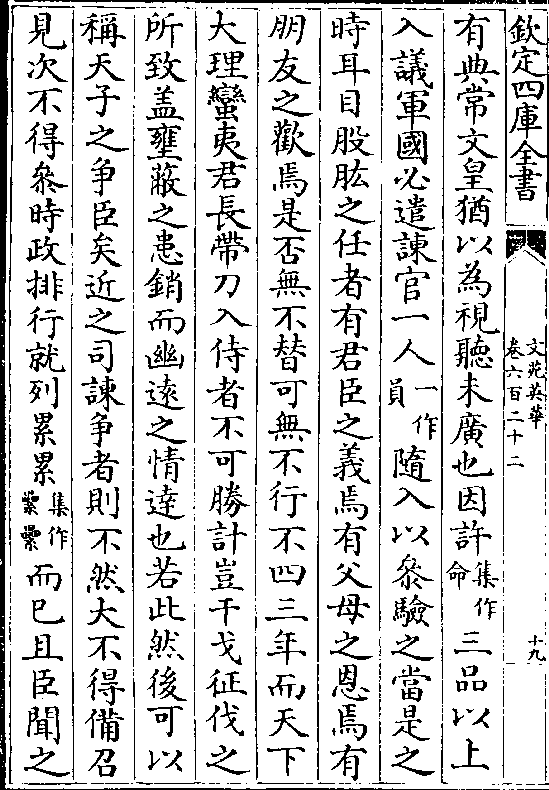 欽定四庫全書
文苑英華
卷六百二十二
十九
有典常文皇猶以為視聽未廣也因許集作命三品以上
入議軍國必遣諫官一人一作員隨入以叅驗之當是之
時耳目股肱之任者有君臣之義焉有父母之恩焉有
朋友之歡焉是否無不替可無不行不四三年而天下
大理蠻夷君長帶刀入侍者不可勝計豈干戈征伐之
所致盖壅蔽之患銷而幽遠之情達也若此然後可以
稱天子之爭臣矣近之司諫爭者則不然大不得備召
見次不得叅時政排行就列累累集作纍纍而已且臣聞之